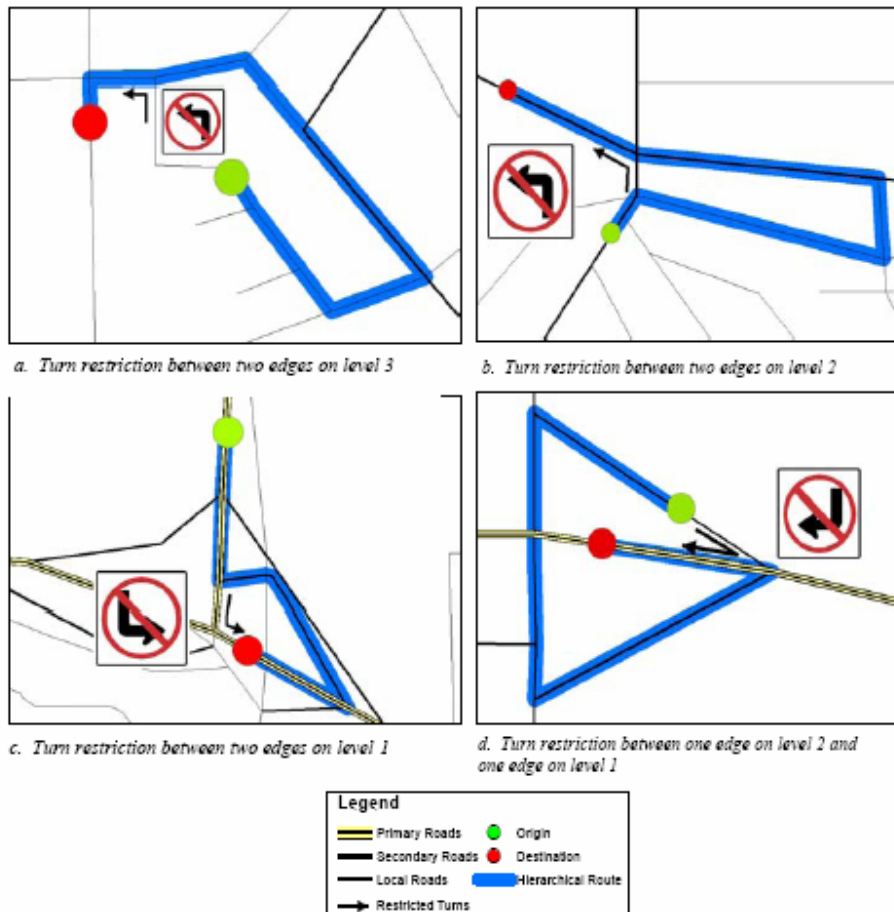 a. Turn restriction between two edges on level 3
b. Turn restriction between two edges on level 2
c. Turn restriction between two edges on level 1
d. Turn restriction between one edge on level 2 and
one edge on level 1
Legend
Primary Roads
Origin
Secondary Roads
Destination
Local Roads
Hierarchical Route
Restricted Turns